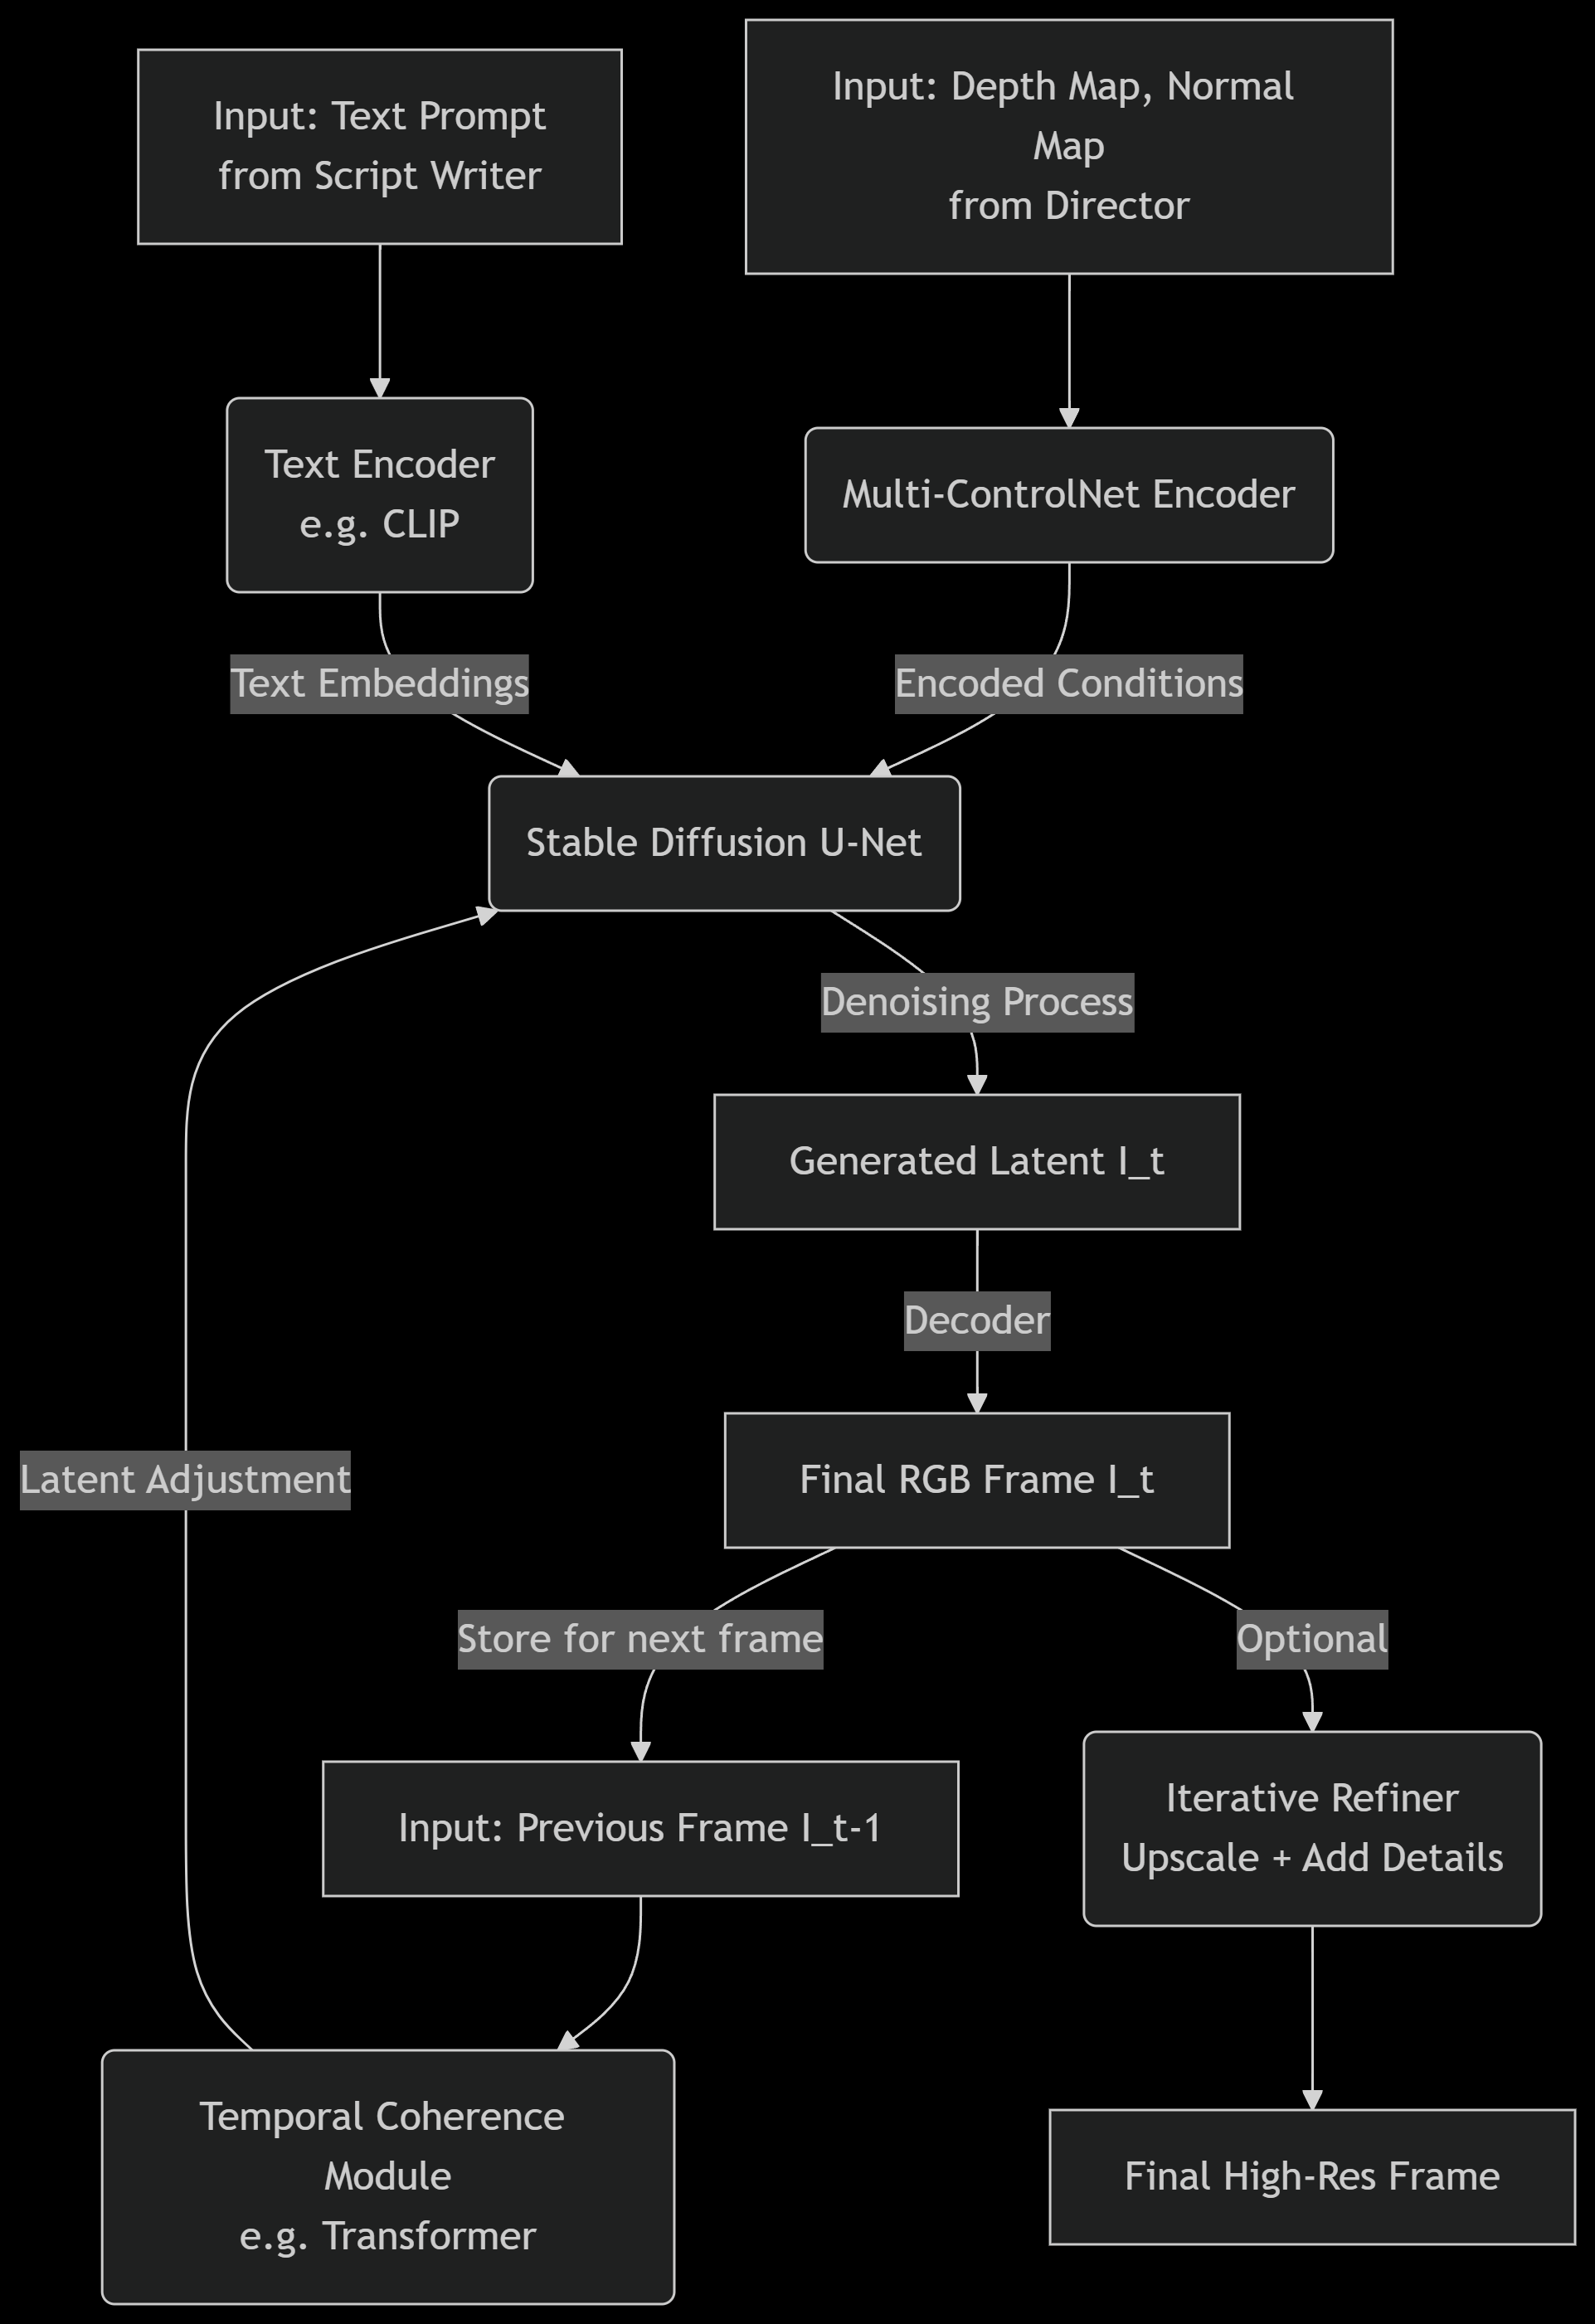 Input: Text Prompt
from Script Writer
Input: Depth Map, Normal
Map
from Director
Text Encoder
e.g. CLIP
Multi-ControlNet Encoder
Text Embeddings
Encoded Conditions
Stable Diffusion U-Net
Denoising Process
Generated Latent I_t
Decoder
Latent Adjustment
Final RGB Frame I_t
Store for next frame
Optional
Input: Previous Frame I_t-1
Iterative Refiner
Upscale + Add Details
Temporal Coherence
Module
e.g. Transformer
Final High-Res Frame